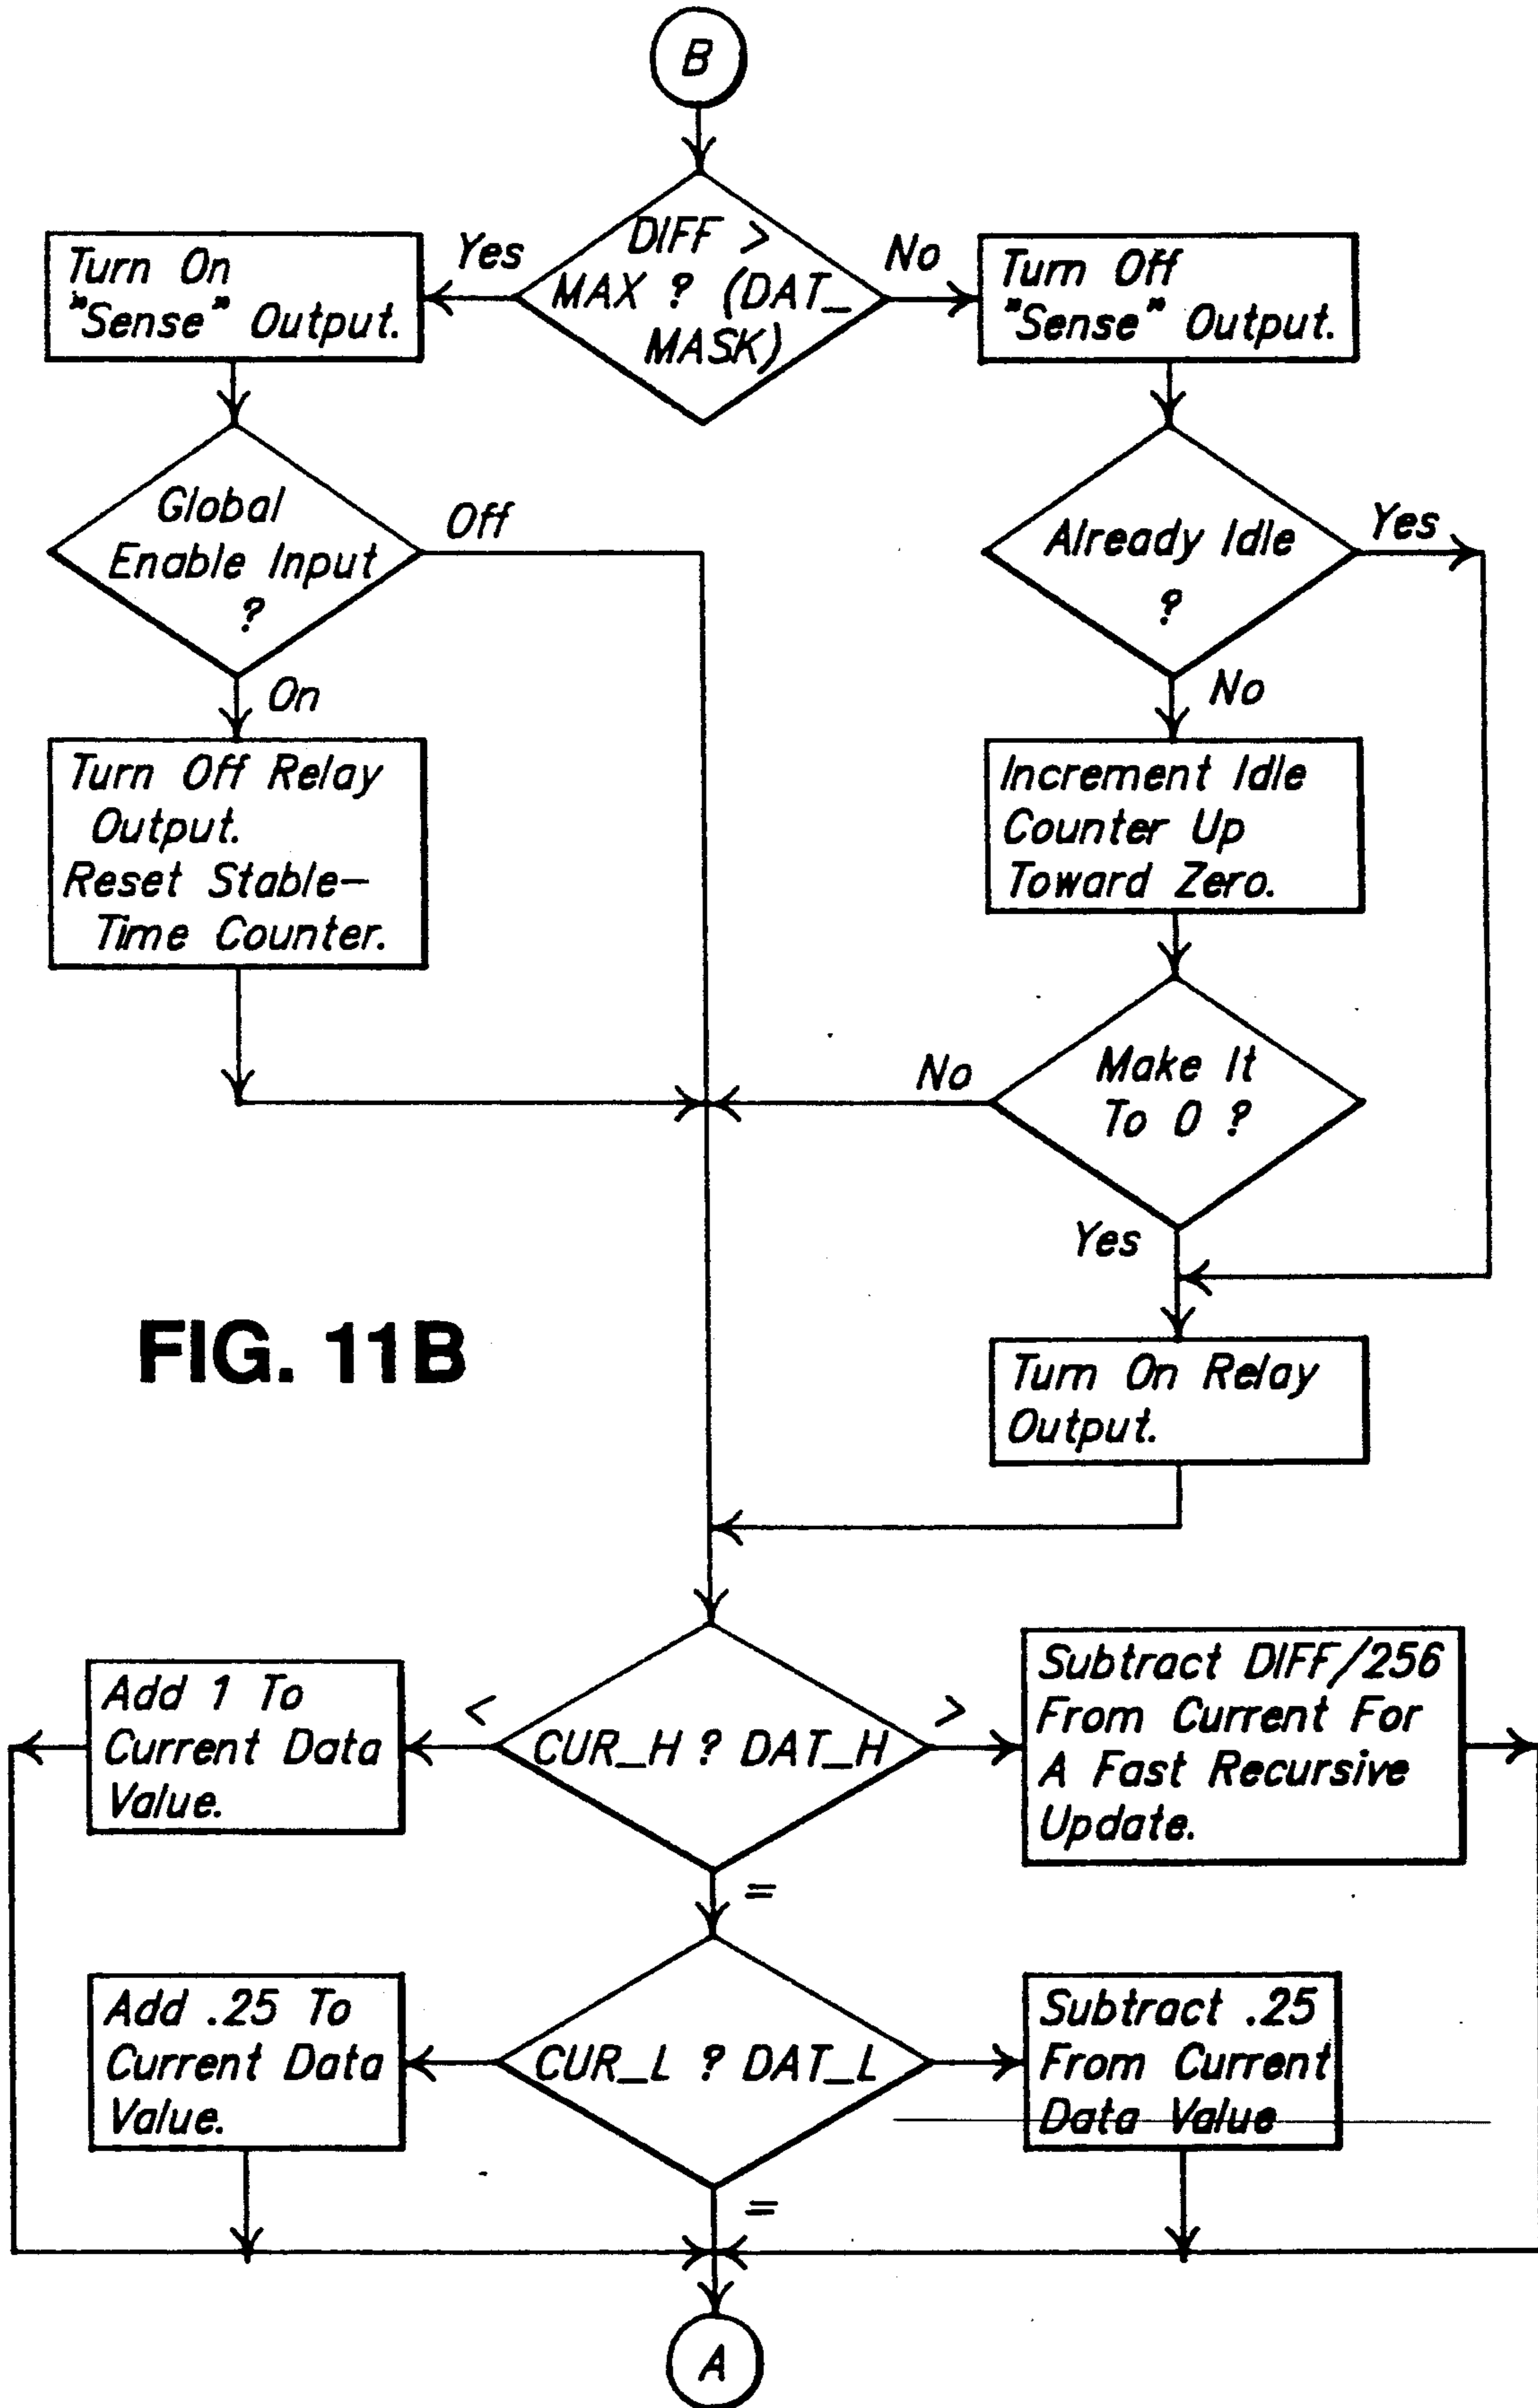 B
DIFF >
MAX ? (DAT_
MASK)
Yes
No
Turn On
"Sense" Output.
Turn Off
"Sense" Output.
Global
Enable Input
?
Off
On
Already Idle
?
Yes
No
Turn Off Relay
Output.
Reset Stable-
Time Counter.
Increment Idle
Counter Up
Toward Zero.
No
Make It
To 0 ?
Yes
FIG. 11B
Turn On Relay
Output.
Add 1 To
Current Data
Value.
<
CUR_H ? DAT_H
>
Subtract DIFF/256
From Current For
A Fast Recursive
Update.
=
Add .25 To
Current Data
Value.
CUR_L ? DAT_L
Subtract .25
From Current
Data Value
=
A